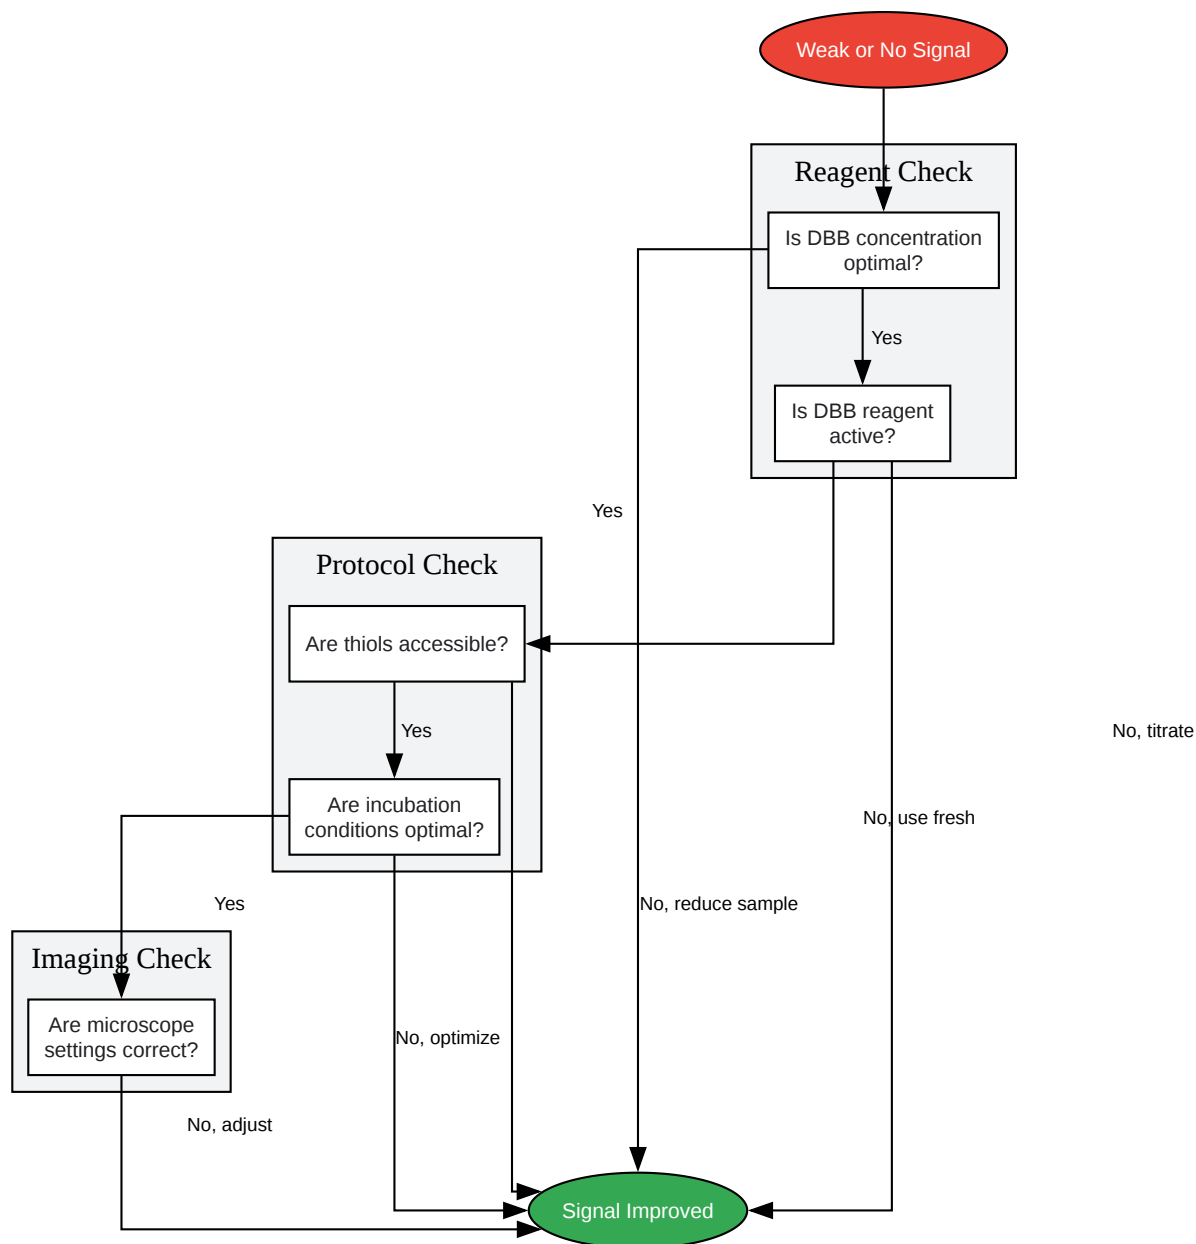 Weak or No Signal
Reagent Check
Is DBB concentration
optimal?
Yes
Is DBB reagent
active?
Yes
Protocol Check
Are thiols accessible?
Yes
No, titrate
Are incubation
conditions optimal?
No, use fresh
Yes
No, reduce sample
Imaging Check
Are microscope
settings correct?
No, optimize
No, adjust
Signal Improved